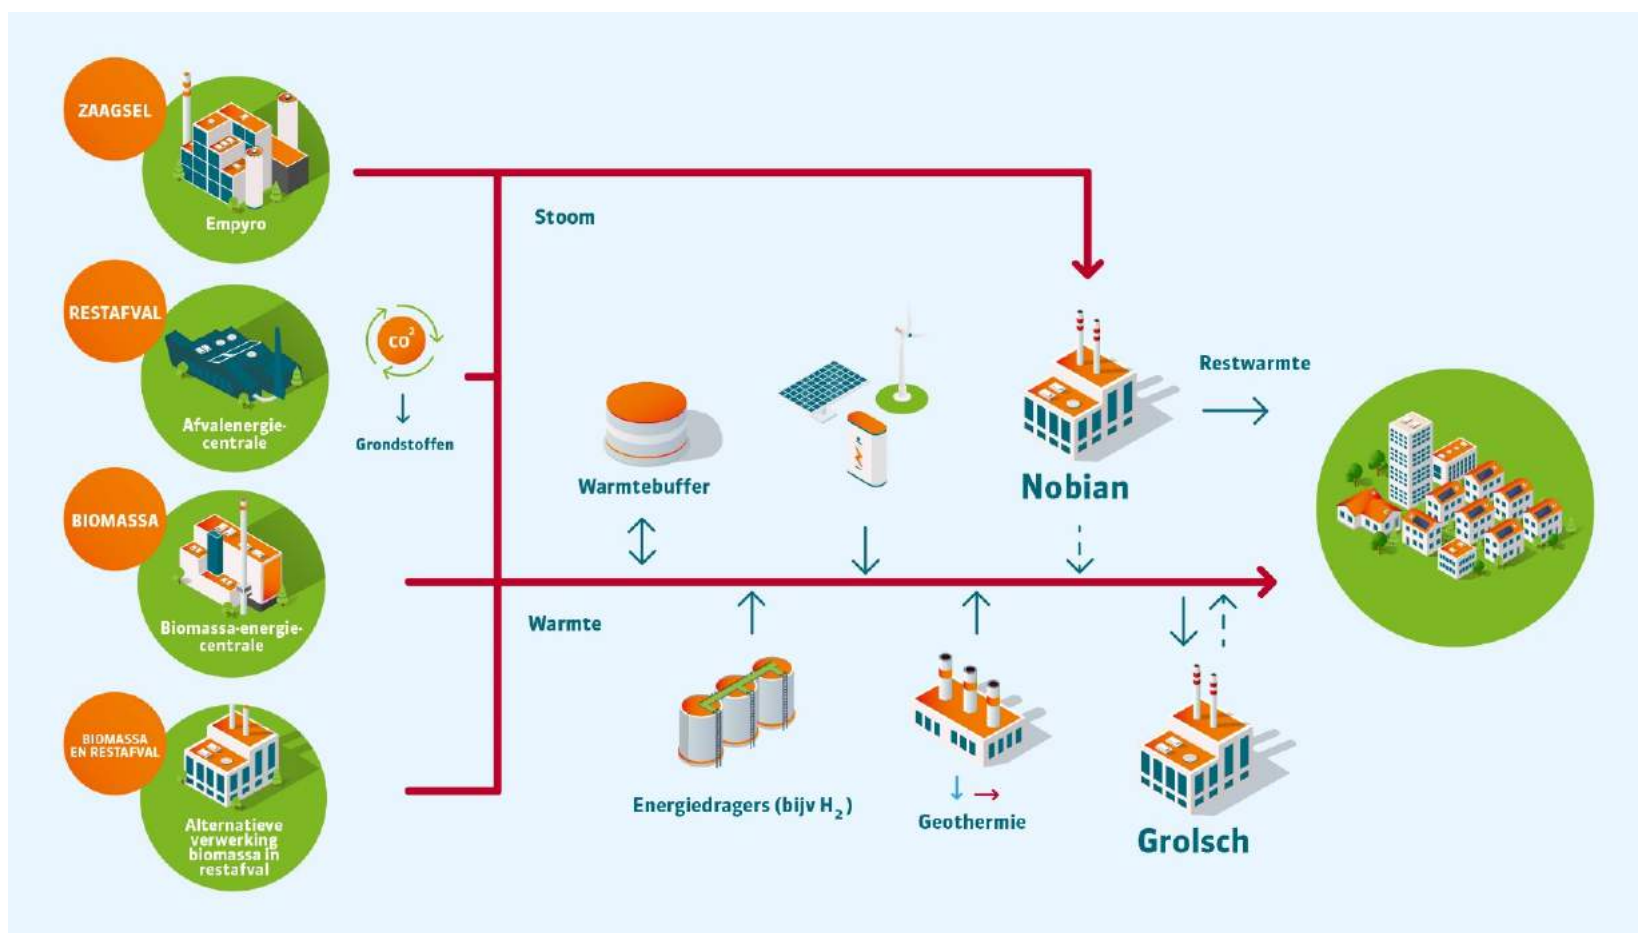 ZAAGSEL
Empyro
Stoom
RESTAFVAL
Afvalenergie-
centrale
CO²
Grondstoffen
Warmtebuffer
Nobian
Restwarmte
BIOMASSA
Biomassa-energie-
centrale
Warmte
BIOMASSA
EN RESTAFVAL
Alternatieve
verwerking
biomassa in
restafval
Energiedragers (bijv H₂)
Geothermie
Grolsch